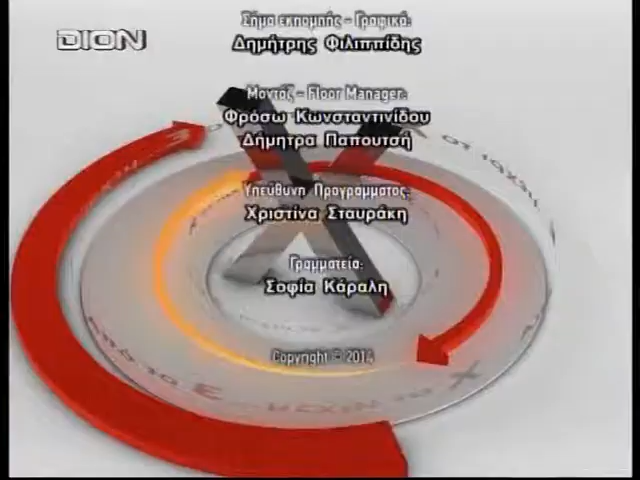 DION
Σήμα εκπομπής - Γραφικά:
Δημήτρης Φιλιππίδης
Μοντάζ - Floor Manager:
Φρόσω Κωνσταντινίδου
Δήμητρα Παπουτσή
Υπεύθυνη Προγράμματος:
Χριστίνα Σταυράκη
Γραμματεία:
Σοφία Κάραλη
Copyright © 2014